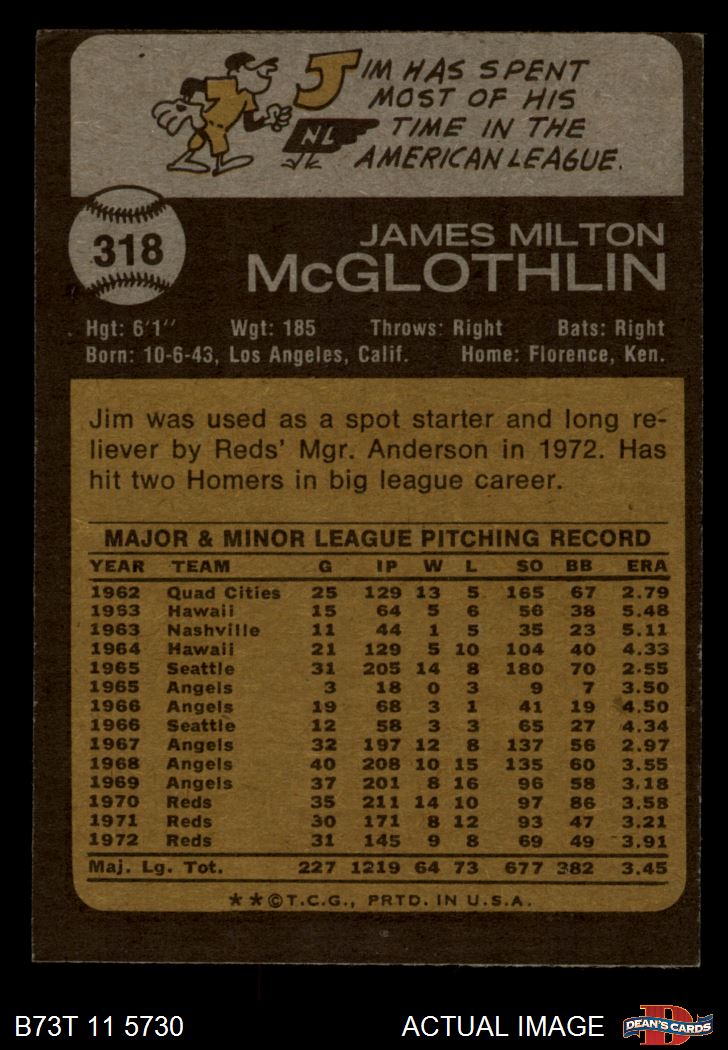 JIM HAS SPENT
MOST OF HIS
NL TIME IN THE
AMERICAN LEAGUE.
318
JAMES MILTON
McGLOTHLIN
Hgt: 6'1" Wgt: 185 Throws: Right Bats: Right
Born: 10-6-43, Los Angeles, Calif. Home: Florence, Ken.
Jim was used as a spot starter and long re-
liever by Reds' Mgr. Anderson in 1972. Has
hit two Homers in big league career.
MAJOR & MINOR LEAGUE PITCHING RECORD
YEAR TEAM G IP W L SO BB ERA
1962 Quad Cities 25 129 13 5 165 67 2.79
1963 Hawaii 15 64 5 6 56 38 5.48
1963 Nashville 11 44 1 5 35 23 5.11
1964 Hawaii 21 129 5 10 104 40 4.33
1965 Seattle 31 205 14 8 180 70 2.55
1965 Angels 3 18 0 3 9 7 3.50
1966 Angels 19 68 3 1 41 19 4.50
1966 Seattle 12 58 3 3 65 27 4.34
1967 Angels 32 197 12 8 137 56 2.97
1968 Angels 40 208 10 15 135 60 3.55
1969 Angels 37 201 8 16 96 58 3.18
1970 Reds 35 211 14 10 97 86 3.58
1971 Reds 30 171 8 12 93 47 3.21
1972 Reds 31 145 9 8 69 49 3.91
Maj. Lg. Tot. 227 1219 64 73 677 382 3.45
★★©T.C.G., PRTD. IN U.S.A.
B73T 11 5730 ACTUAL IMAGE DEAN'S CARDS